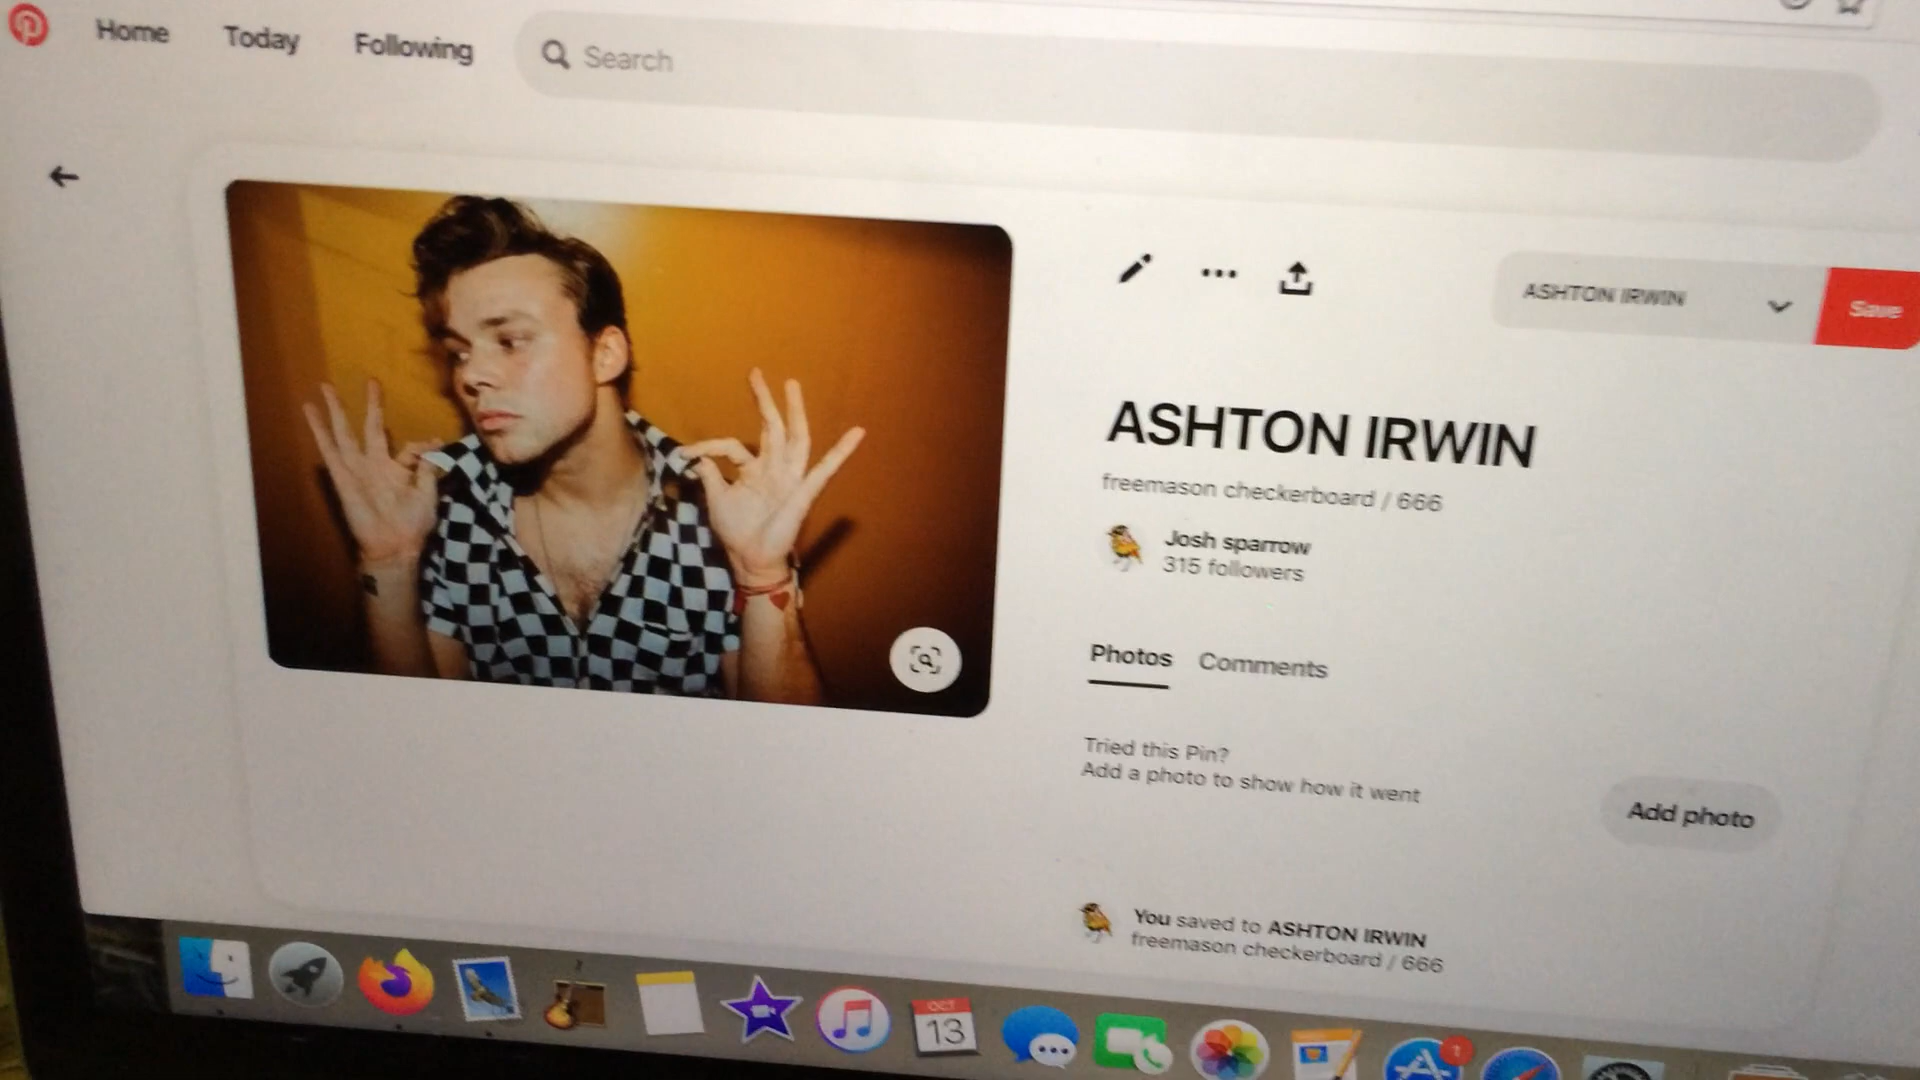 Home Today Following Search
ASHTON IRWIN Save
ASHTON IRWIN
freemason checkerboard / 666
Josh sparrow
315 followers
Photos Comments
Tried this Pin?
Add a photo to show how it went
Add photo
You saved to ASHTON IRWIN
freemason checkerboard / 666
OCT
13
1